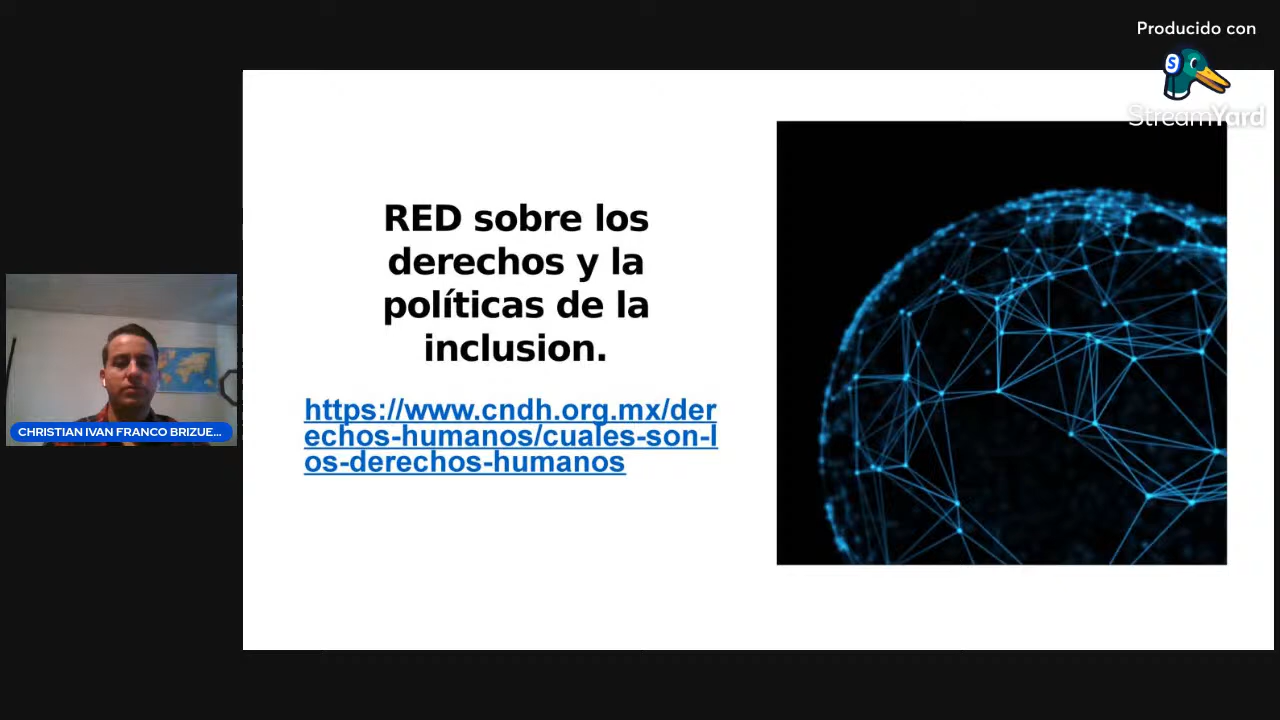 Producido con
StreamYard
RED sobre los
derechos y la
políticas de la
inclusion.
https://www.cndh.org.mx/der
echos-humanos/cuales-son-l
os-derechos-humanos
CHRISTIAN IVAN FRANCO BRIZUE...